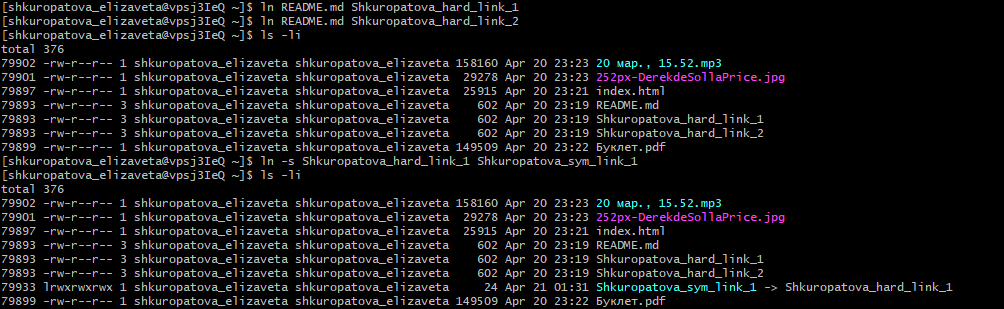 [shkuropatova_elizaveta@vpsj3IeQ ~]$ ln README.md Shkuropatova_hard_link_1
[shkuropatova_elizaveta@vpsj3IeQ ~]$ ln README.md Shkuropatova_hard_link_2
[shkuropatova_elizaveta@vpsj3IeQ ~]$ ls -li
total 376
79902 -rw-r--r-- 1 shkuropatova_elizaveta shkuropatova_elizaveta 158160 Apr 20 23:23 20 мар., 15.52.mp3
79901 -rw-r--r-- 1 shkuropatova_elizaveta shkuropatova_elizaveta  29278 Apr 20 23:23 252px-DerekdeSollaPrice.jpg
79897 -rw-r--r-- 1 shkuropatova_elizaveta shkuropatova_elizaveta  25915 Apr 20 23:21 index.html
79893 -rw-r--r-- 3 shkuropatova_elizaveta shkuropatova_elizaveta    602 Apr 20 23:19 README.md
79893 -rw-r--r-- 3 shkuropatova_elizaveta shkuropatova_elizaveta    602 Apr 20 23:19 Shkuropatova_hard_link_1
79893 -rw-r--r-- 3 shkuropatova_elizaveta shkuropatova_elizaveta    602 Apr 20 23:19 Shkuropatova_hard_link_2
79899 -rw-r--r-- 1 shkuropatova_elizaveta shkuropatova_elizaveta 149509 Apr 20 23:22 Буклет.pdf
[shkuropatova_elizaveta@vpsj3IeQ ~]$ ln -s Shkuropatova_hard_link_1 Shkuropatova_sym_link_1
[shkuropatova_elizaveta@vpsj3IeQ ~]$ ls -li
total 376
79902 -rw-r--r-- 1 shkuropatova_elizaveta shkuropatova_elizaveta 158160 Apr 20 23:23 20 мар., 15.52.mp3
79901 -rw-r--r-- 1 shkuropatova_elizaveta shkuropatova_elizaveta  29278 Apr 20 23:23 252px-DerekdeSollaPrice.jpg
79897 -rw-r--r-- 1 shkuropatova_elizaveta shkuropatova_elizaveta  25915 Apr 20 23:21 index.html
79893 -rw-r--r-- 3 shkuropatova_elizaveta shkuropatova_elizaveta    602 Apr 20 23:19 README.md
79893 -rw-r--r-- 3 shkuropatova_elizaveta shkuropatova_elizaveta    602 Apr 20 23:19 Shkuropatova_hard_link_1
79893 -rw-r--r-- 3 shkuropatova_elizaveta shkuropatova_elizaveta    602 Apr 20 23:19 Shkuropatova_hard_link_2
79933 lrwxrwxrwx 1 shkuropatova_elizaveta shkuropatova_elizaveta     24 Apr 21 01:31 Shkuropatova_sym_link_1 -> Shkuropatova_hard_link_1
79899 -rw-r--r-- 1 shkuropatova_elizaveta shkuropatova_elizaveta 149509 Apr 20 23:22 Буклет.pdf